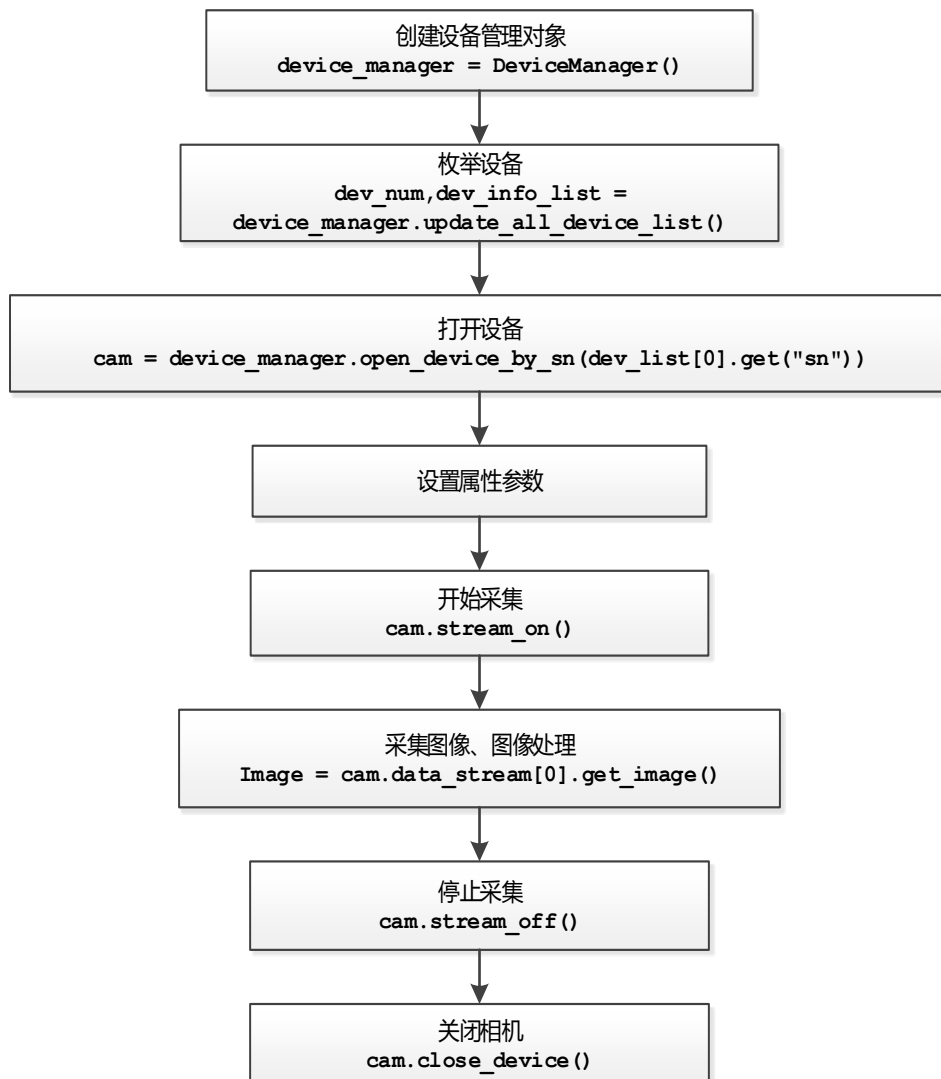 创建设备管理对象
device_manager = DeviceManager()
枚举设备
dev_num,dev_info_list =
device_manager.update_all_device_list()
打开设备
cam = device_manager.open_device_by_sn(dev_list[0].get("sn"))
设置属性参数
开始采集
cam.stream_on()
采集图像、图像处理
Image = cam.data_stream[0].get_image()
停止采集
cam.stream_off()
关闭相机
cam.close_device()